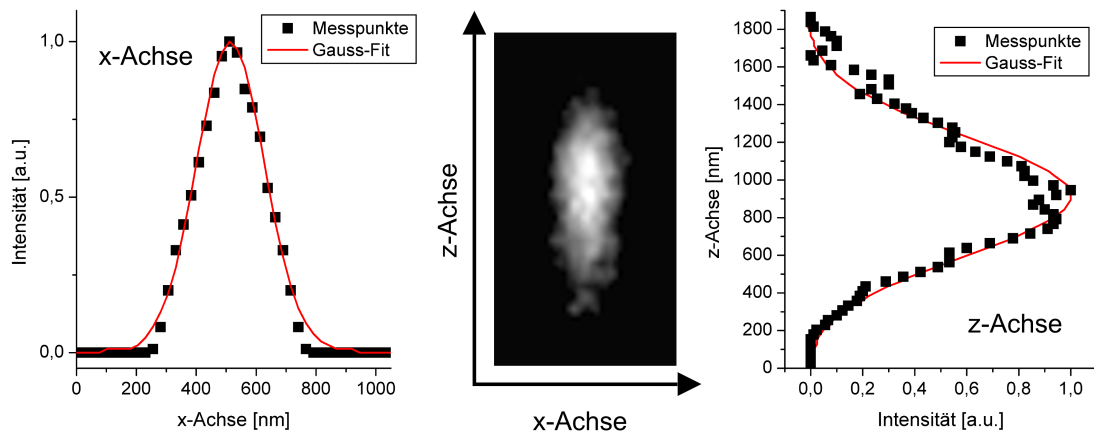 x-Achse
Messpunkte
Gauss-Fit
1,0
0,5
0,0
Intensität [a.u.]
0 200 400 600 800 1000
x-Achse [nm]
z-Achse
x-Achse
Messpunkte
Gauss-Fit
1800
1600
1400
1200
1000
800
600
400
200
0
z-Achse [nm]
z-Achse
0,0 0,2 0,4 0,6 0,8 1,0
Intensität [a.u.]